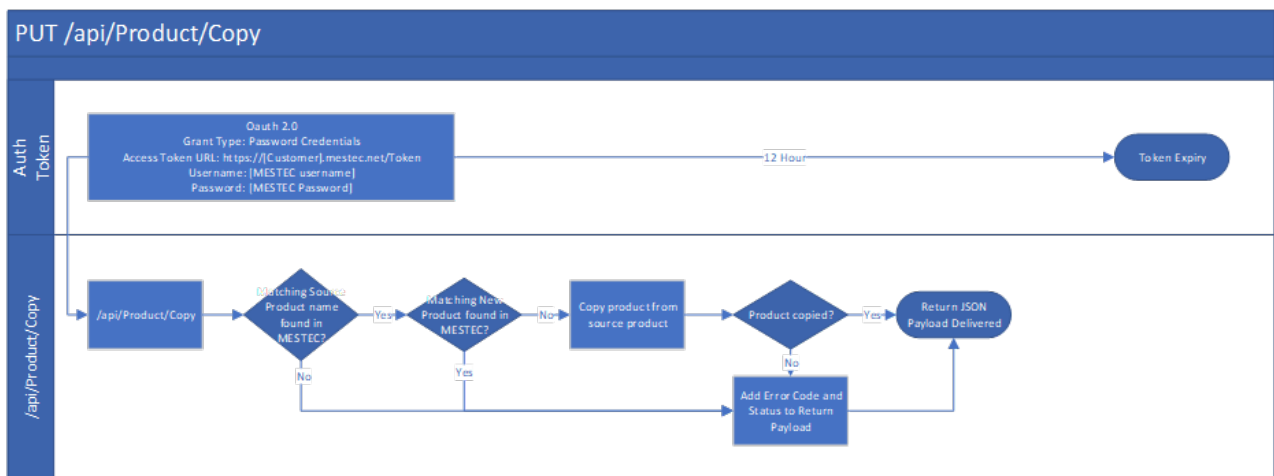 PUT /api/Product/Copy
Auth
Token
Oauth 2.0
Grant Type: Password Credentials
Access Token URL: https://[Customer].mestec.net/Token
Username: [MESTEC username]
Password: [MESTEC Password]
12 Hour
Token Expiry
/api/Product/Copy
/api/Product/Copy
Matching Source
Product name
found in
MESTEC?
Yes
Matching New
Product found in
MESTEC?
No
Copy product from
source product
Product copied?
Yes
Return JSON
Payload Delivered
No
Yes
No
Add Error Code and
Status to Return
Payload